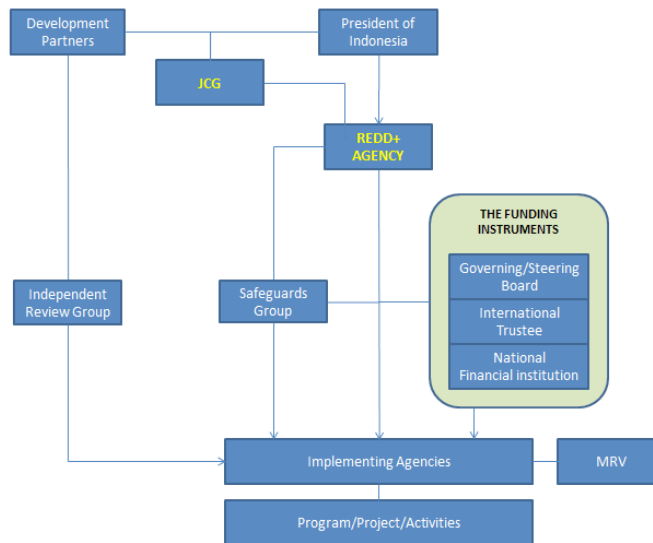 Development
Partners
President of
Indonesia
JCG
REDD+
AGENCY
THE FUNDING
INSTRUMENTS
Governing/Steering
Board
International
Trustee
National
Financial institution
Independent
Review Group
Safeguards
Group
Implementing Agencies
MRV
Program/Project/Activities